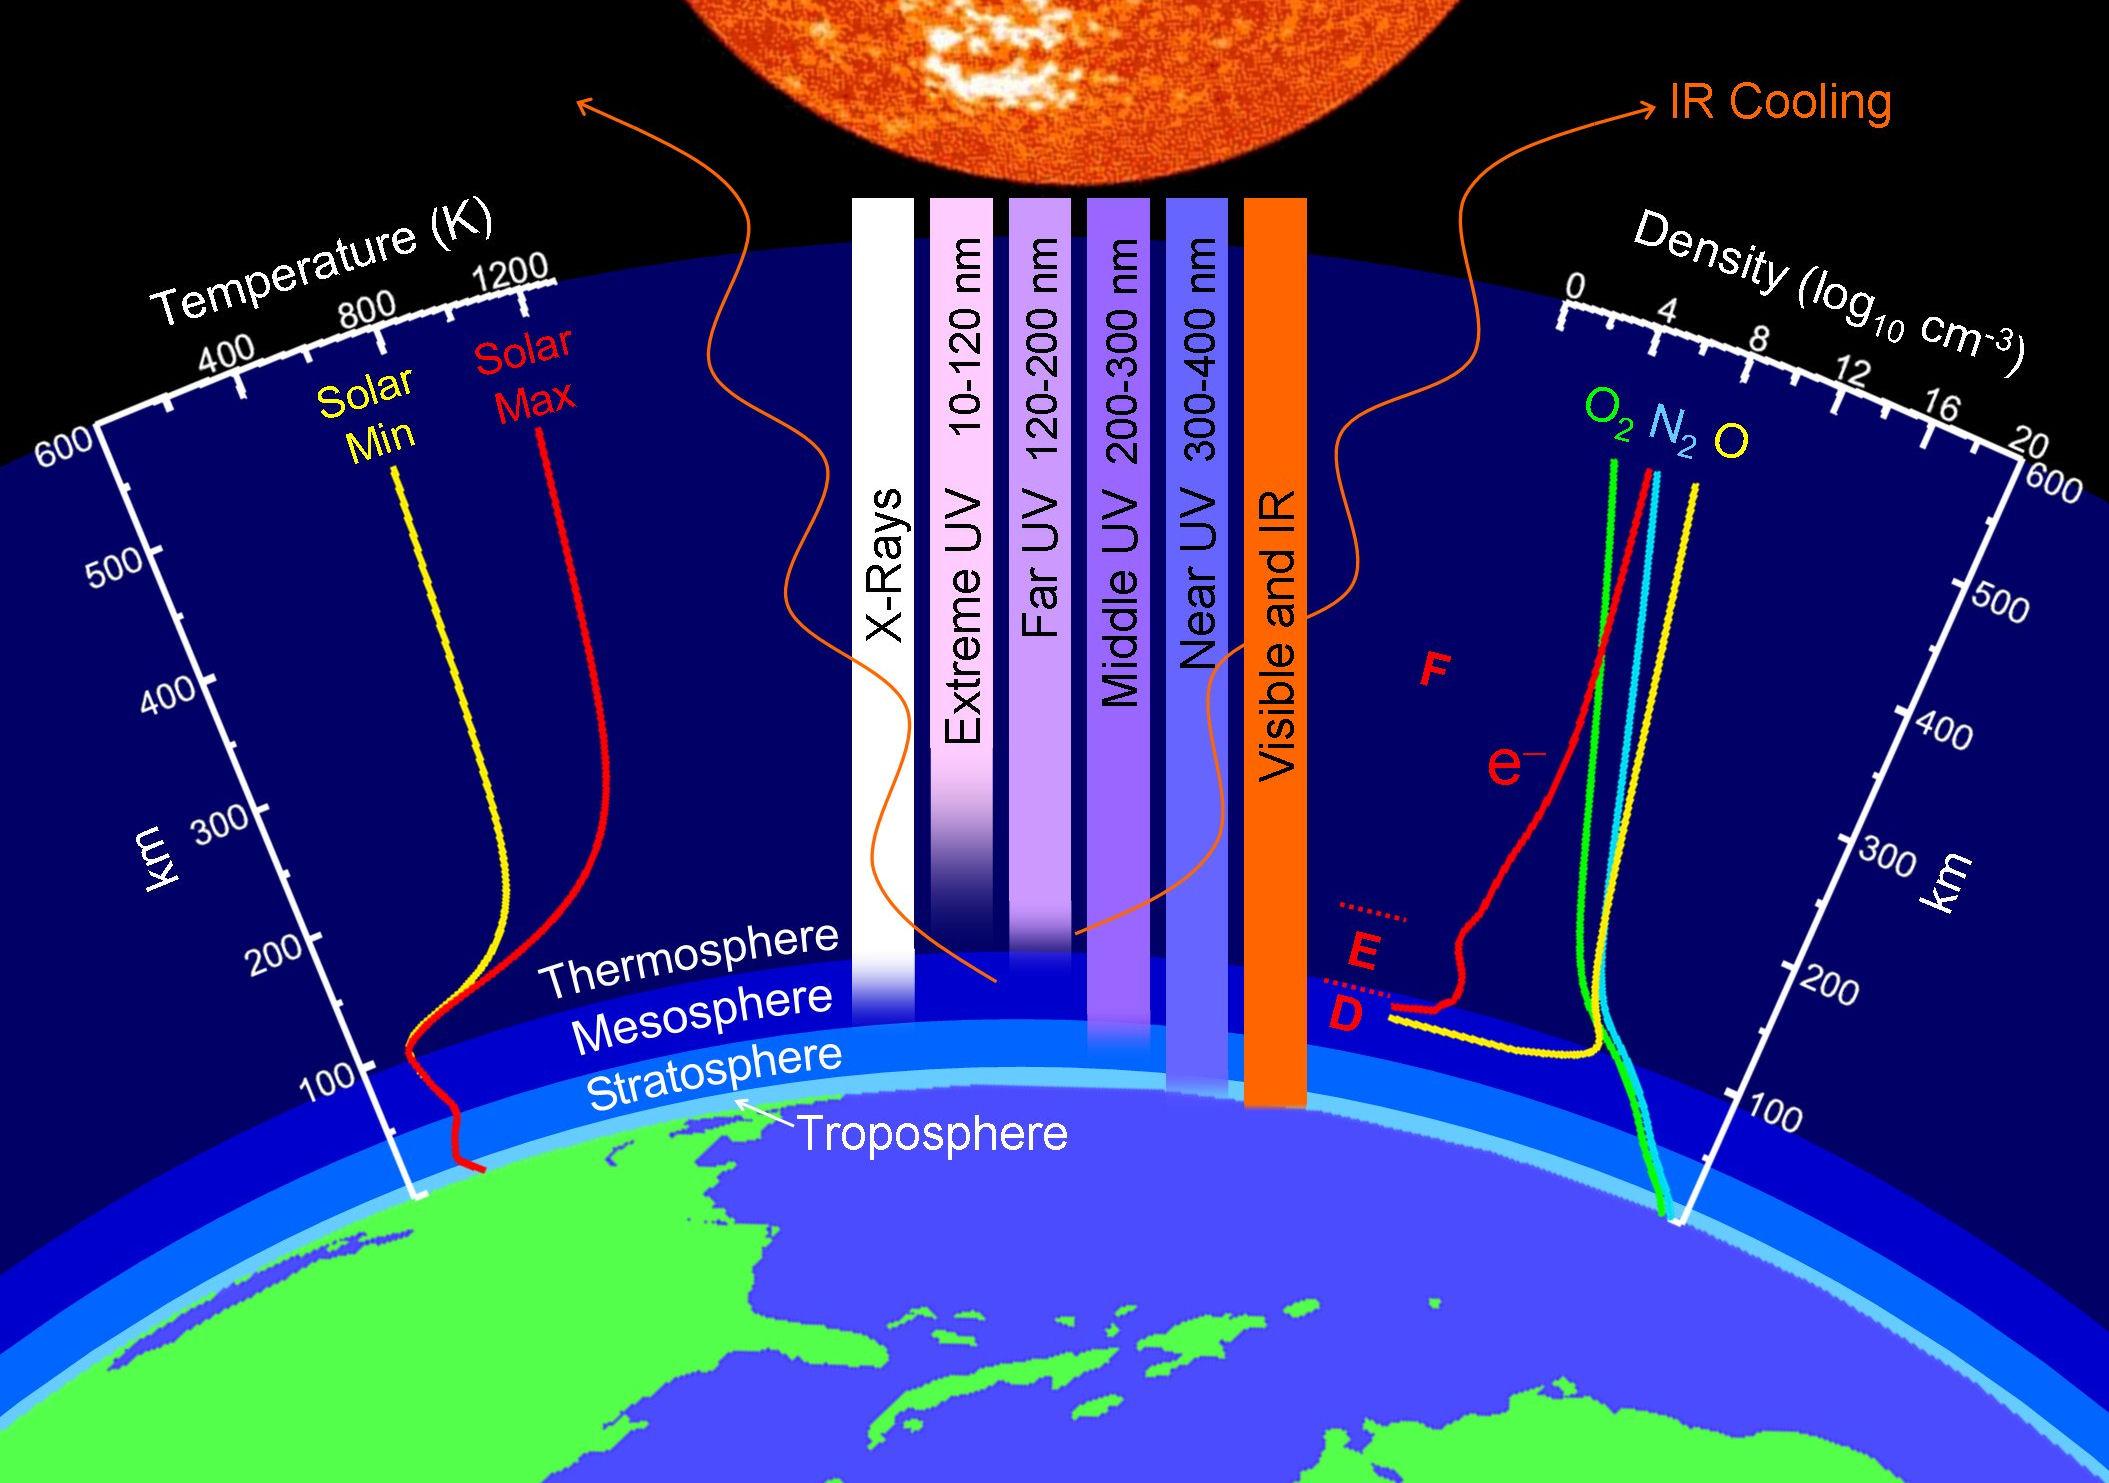 IR Cooling
Temperature (K)
400
800
1200
Solar
Min
Solar
Max
600
500
400
300
200
100
km
X-Rays
Extreme UV 10-120 nm
Far UV 120-200 nm
Middle UV 200-300 nm
Near UV 300-400 nm
Visible and IR
Density (log₁₀ cm⁻³)
0
4
8
12
16
20
O₂
N₂
O
F
e⁻
E
D
600
500
400
300
200
100
km
Thermosphere
Mesosphere
Stratosphere
Troposphere